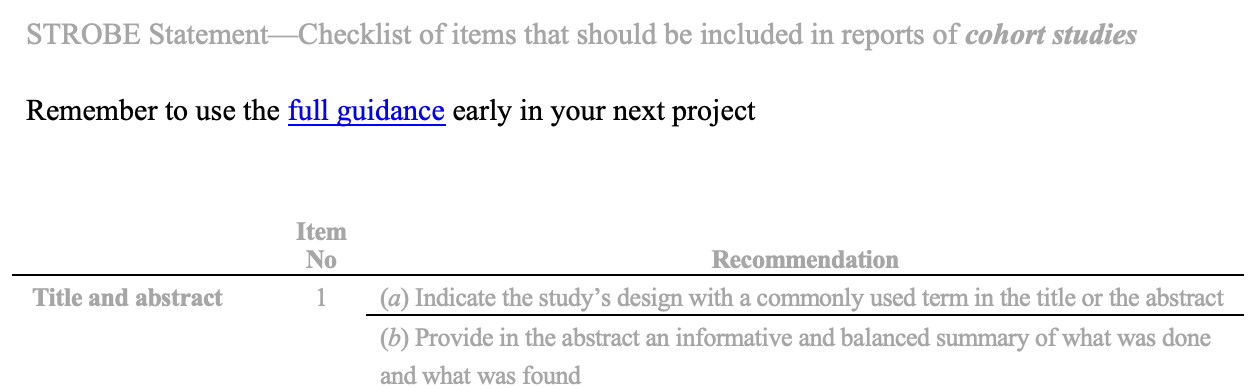 STROBE Statement—Checklist of items that should be included in reports of cohort studies
Remember to use the full guidance early in your next project
Item
No
Recommendation
Title and abstract 1 (a) Indicate the study’s design with a commonly used term in the title or the abstract
(b) Provide in the abstract an informative and balanced summary of what was done
and what was found